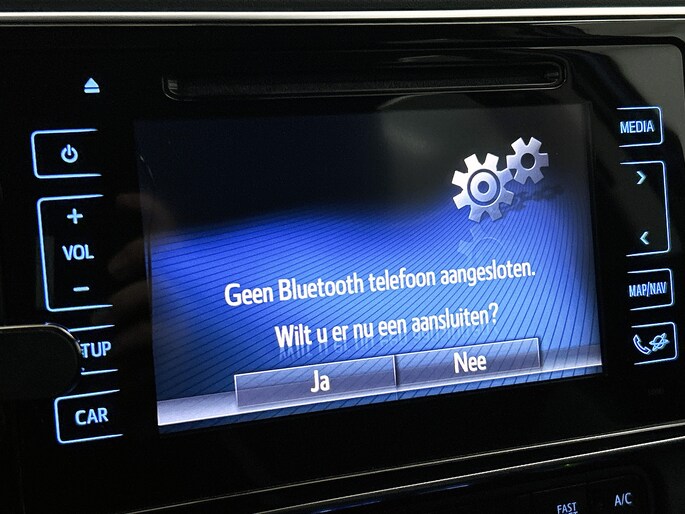 MEDIA
+
VOL
-
Geen Bluetooth telefoon aangesloten.
Wilt u er nu een aansluiten?
MAP/NAV
TUP
Ja
Nee
CAR
FAST
A/C